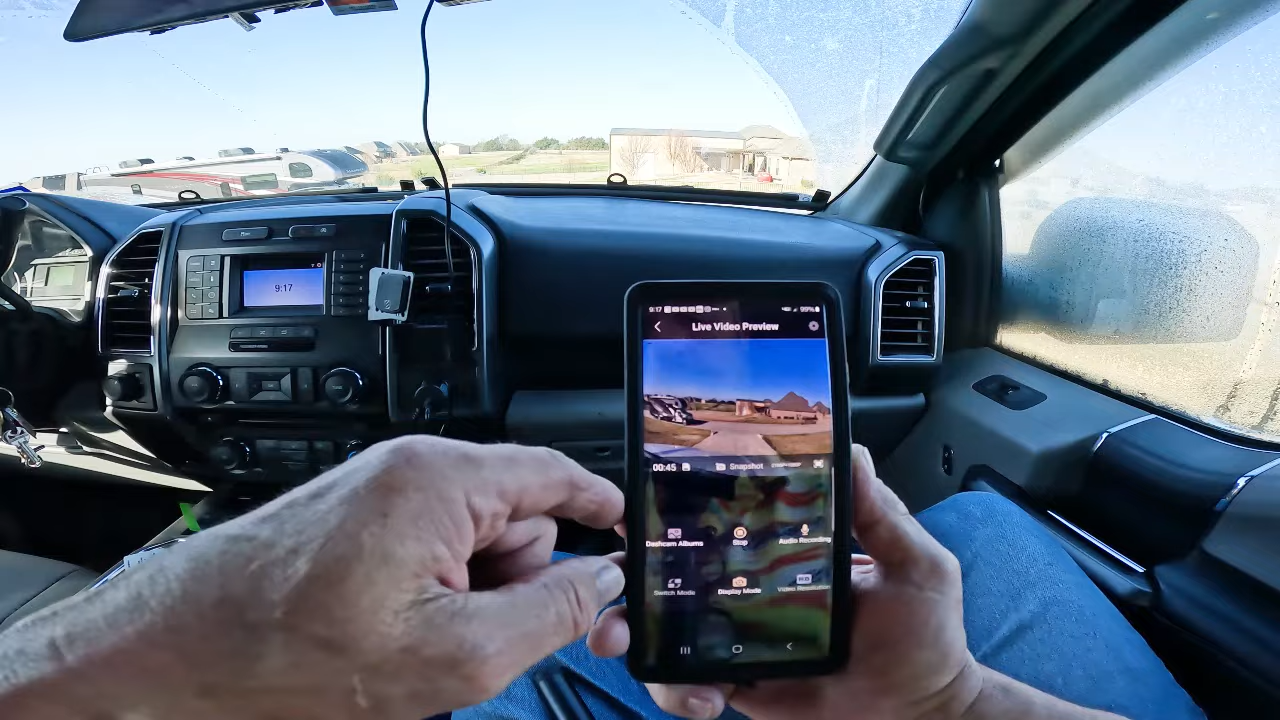 9:17
9:17
99%
Live Video Preview
00:45
Snapshot
Dashcam Albums
Stop
Audio Recording
Switch Mode
Display Mode
Video Resolution